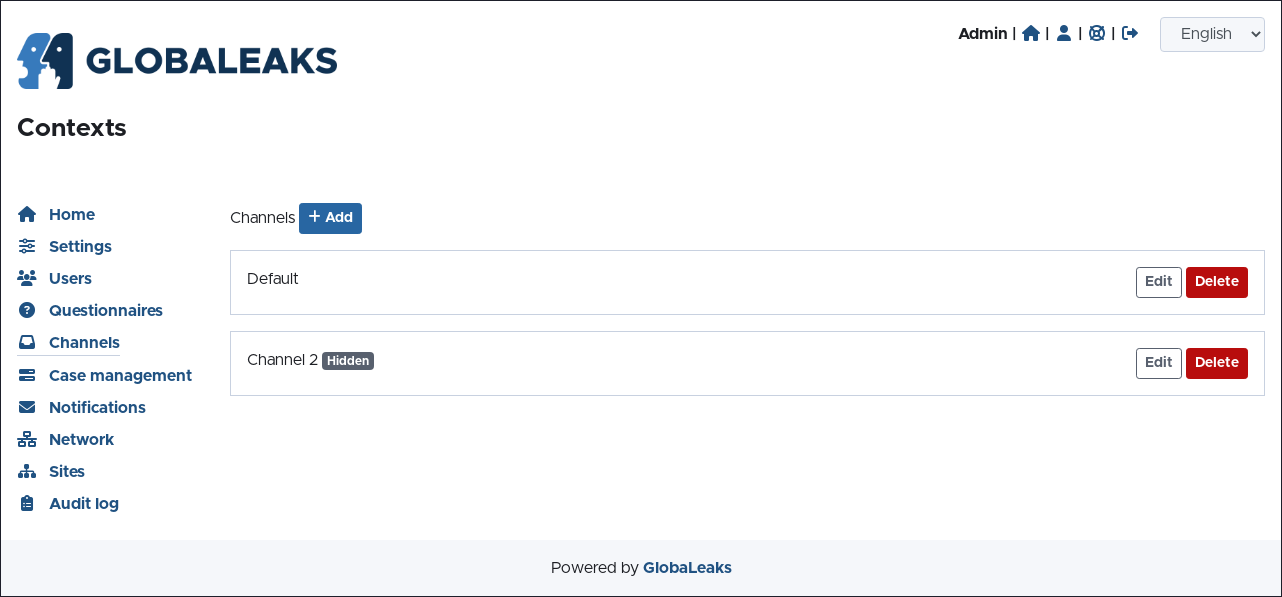 GLOBALEAKS
Admin | | | |
English
Contexts
Home
Settings
Users
Questionnaires
Channels
Case management
Notifications
Network
Sites
Audit log
Channels + Add
Default
Edit Delete
Channel 2 Hidden
Edit Delete
Powered by GlobaLeaks